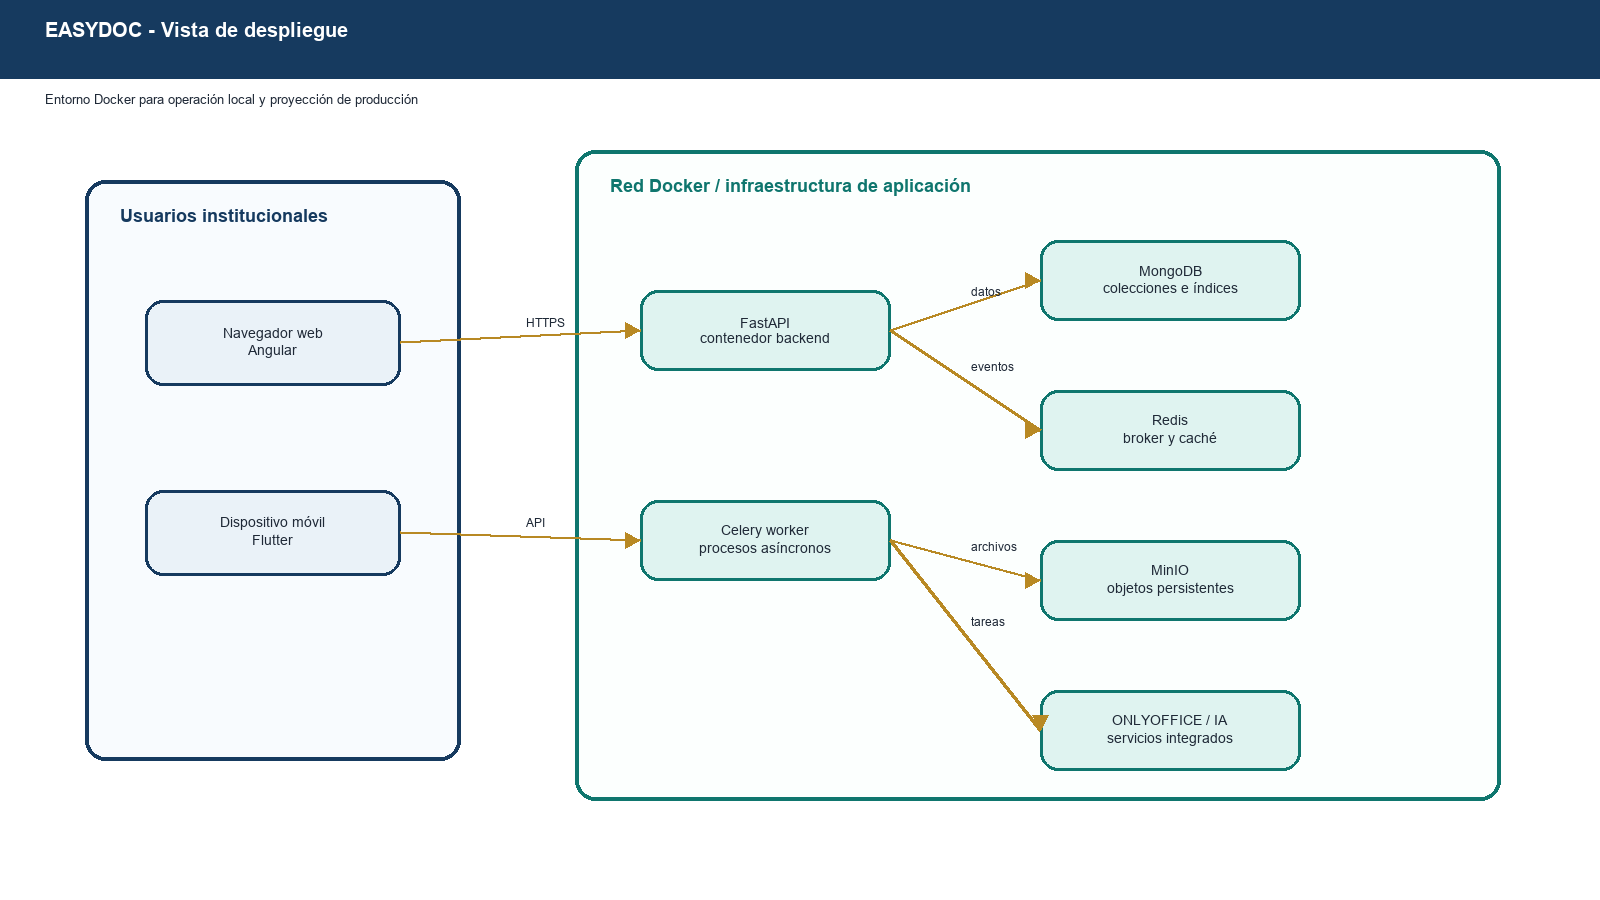 EASYDOC - Vista de despliegue
Entorno Docker para operación local y proyección de producción
Usuarios institucionales
Navegador web
Angular
Dispositivo móvil
Flutter
HTTPS
API
Red Docker / infraestructura de aplicación
FastAPI
contenedor backend
Celery worker
procesos asíncronos
datos
eventos
archivos
tareas
MongoDB
colecciones e índices
Redis
broker y caché
MinIO
objetos persistentes
ONLYOFFICE / IA
servicios integrados